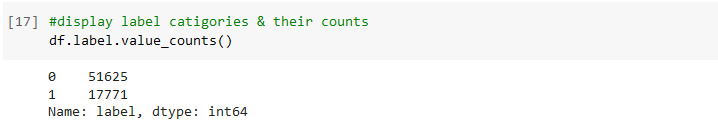 [17] #display label catigories & their counts
df.label.value_counts()
0    51625
1    17771
Name: label, dtype: int64